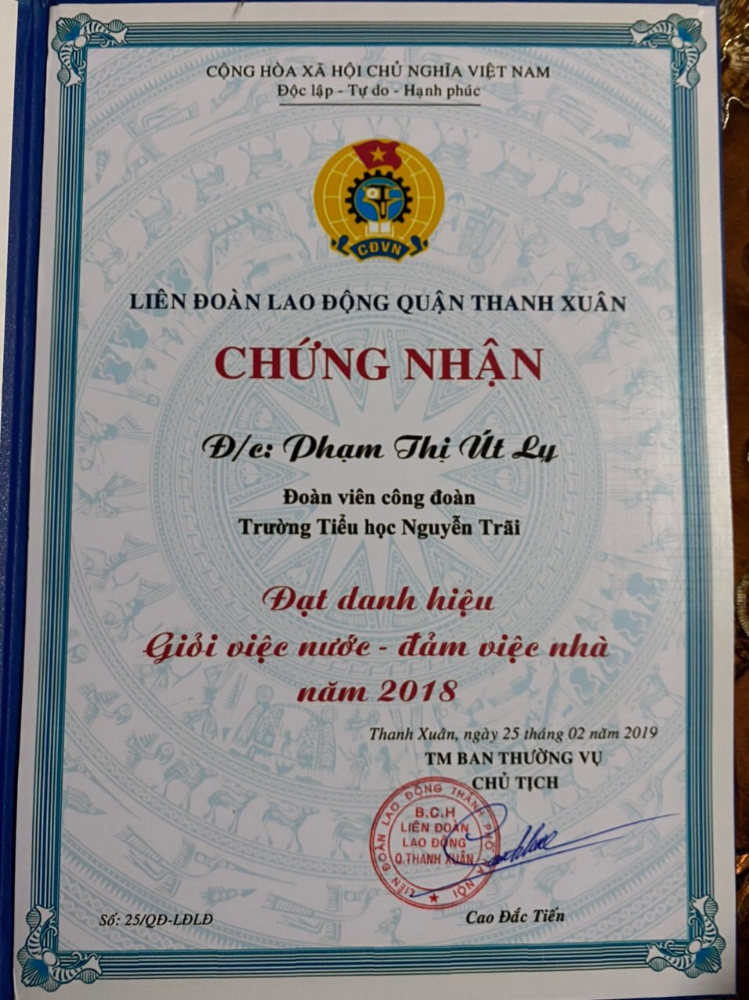 CỘNG HÒA XÃ HỘI CHỦ NGHĨA VIỆT NAM
Độc lập - Tự do - Hạnh phúc
CĐVN
LIÊN ĐOÀN LAO ĐỘNG QUẬN THANH XUÂN
CHỨNG NHẬN
Đ/c: Phạm Thị Út Ly
Đoàn viên công đoàn
Trường Tiểu học Nguyễn Trãi
Đạt danh hiệu
Giỏi việc nước - đảm việc nhà
năm 2018
Thanh Xuân, ngày 25 tháng 02 năm 2019
TM BAN THƯỜNG VỤ
CHỦ TỊCH
LIÊN ĐOÀN LAO ĐỘNG THÀNH PHỐ HÀ NỘI
B.C.H
LIÊN ĐOÀN
LAO ĐỘNG
Q.THANH XUÂN
Số: 25/QĐ-LĐLĐ
Cao Đắc Tiến